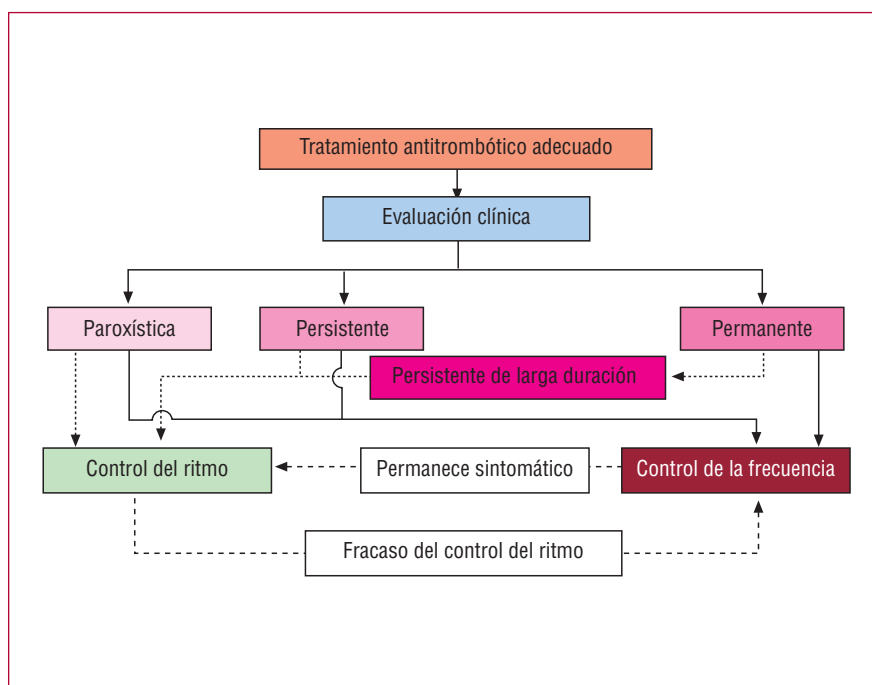 Tratamiento antitrombótico adecuado
Evaluación clínica
Paroxística
Persistente
Permanente
Persistente de larga duración
Control del ritmo
Permanece sintomático
Control de la frecuencia
Fracaso del control del ritmo